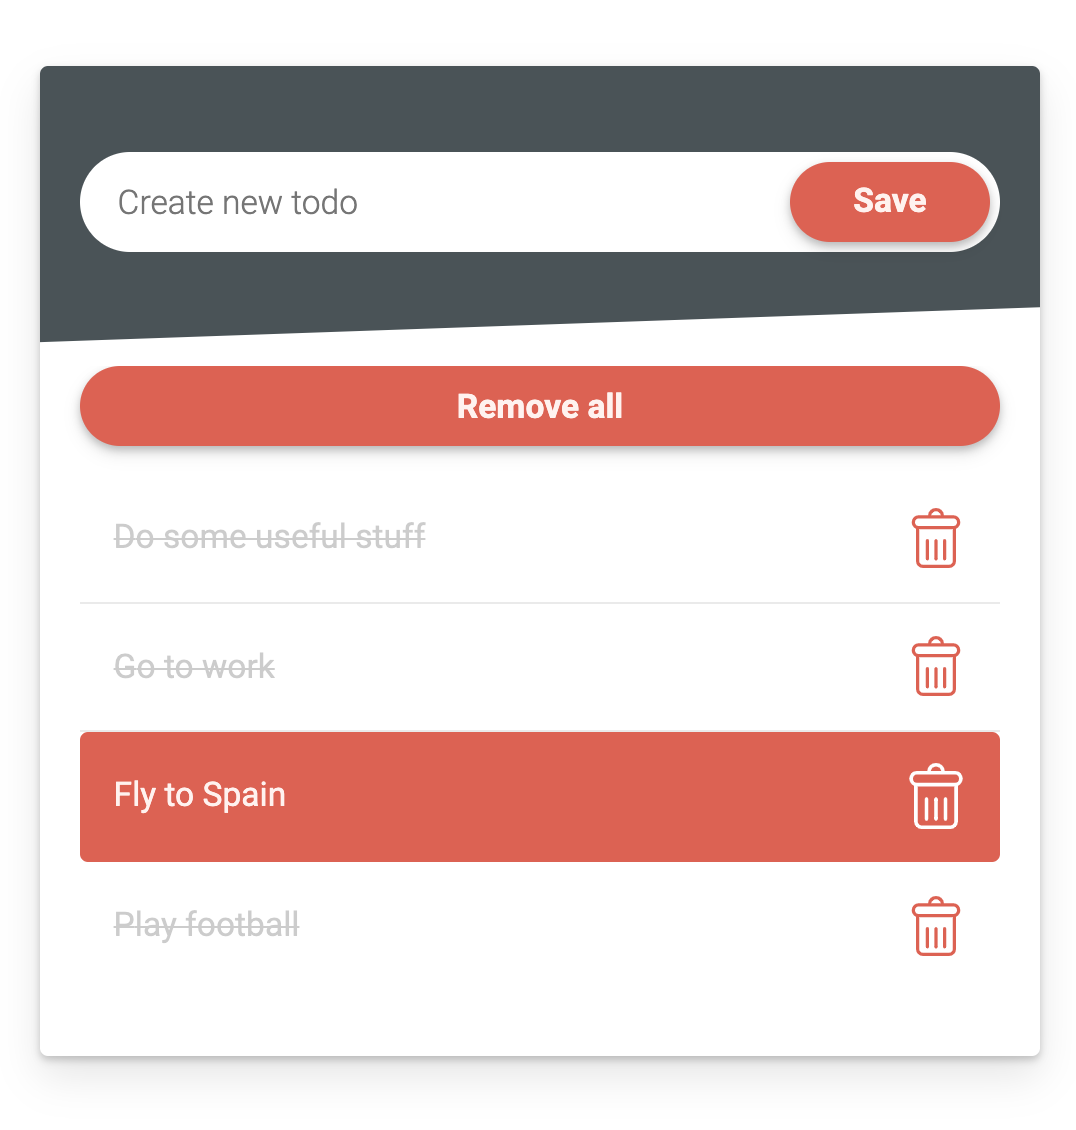 Create new todo
Save
Remove all
Do some useful stuff
Go to work
Fly to Spain
Play football